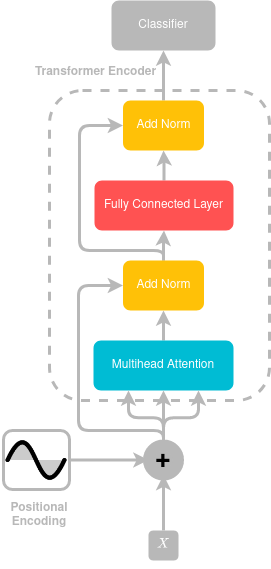 Classifier
Transformer Encoder
Add Norm
Fully Connected Layer
Add Norm
Multihead Attention
+
Positional
Encoding
X